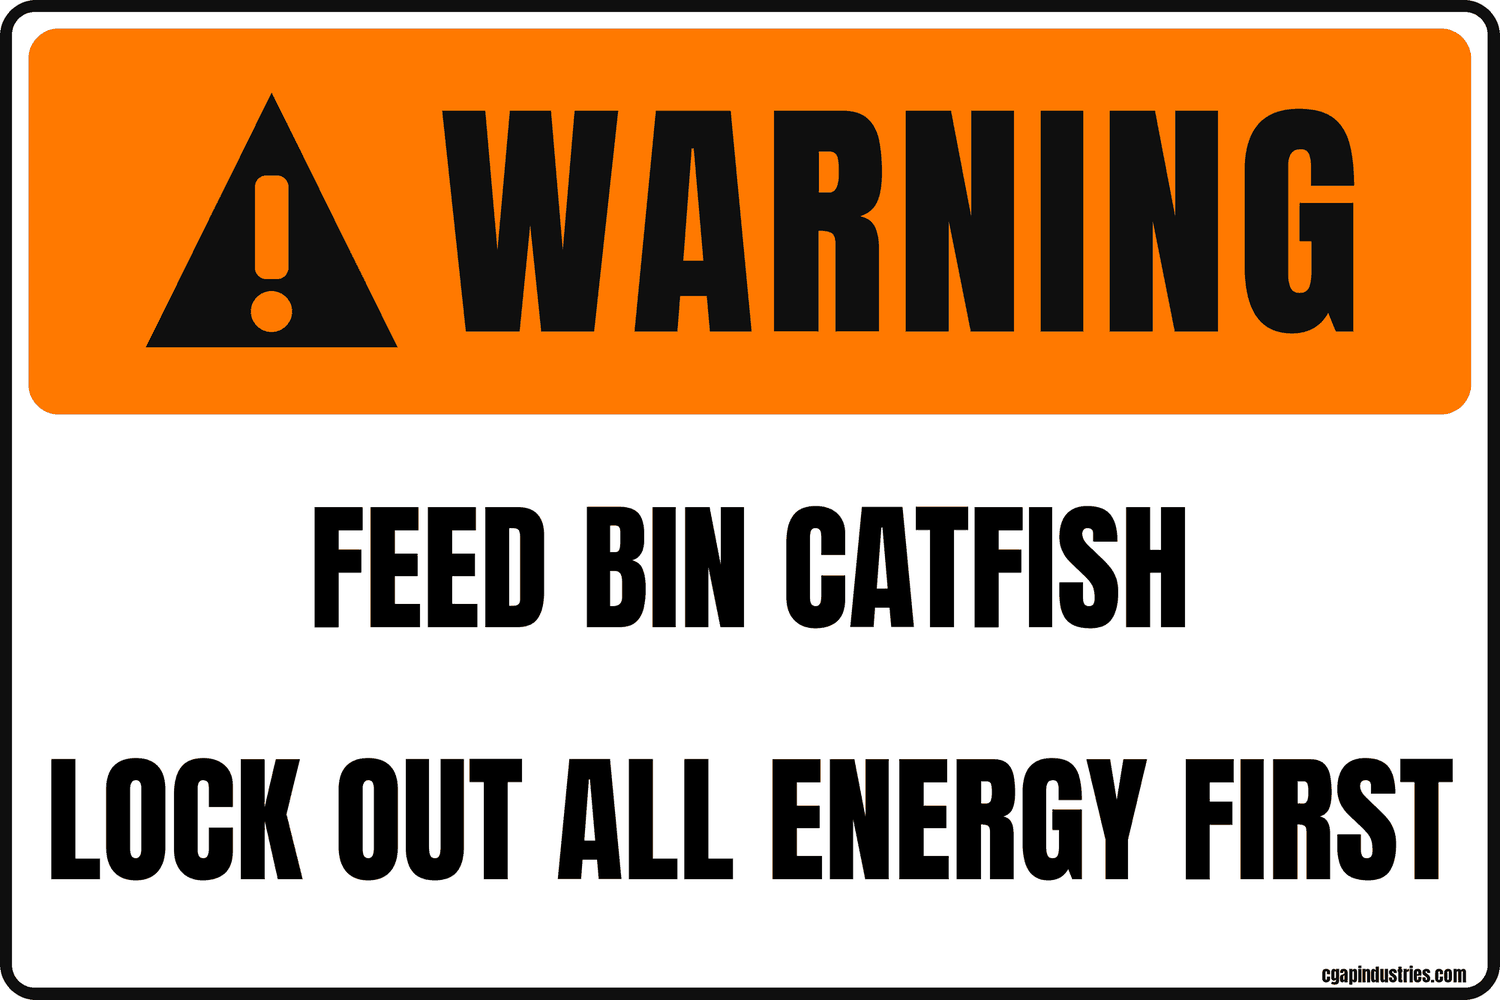 WARNING
FEED BIN CATFISH
LOCK OUT ALL ENERGY FIRST
cgapindustries.com